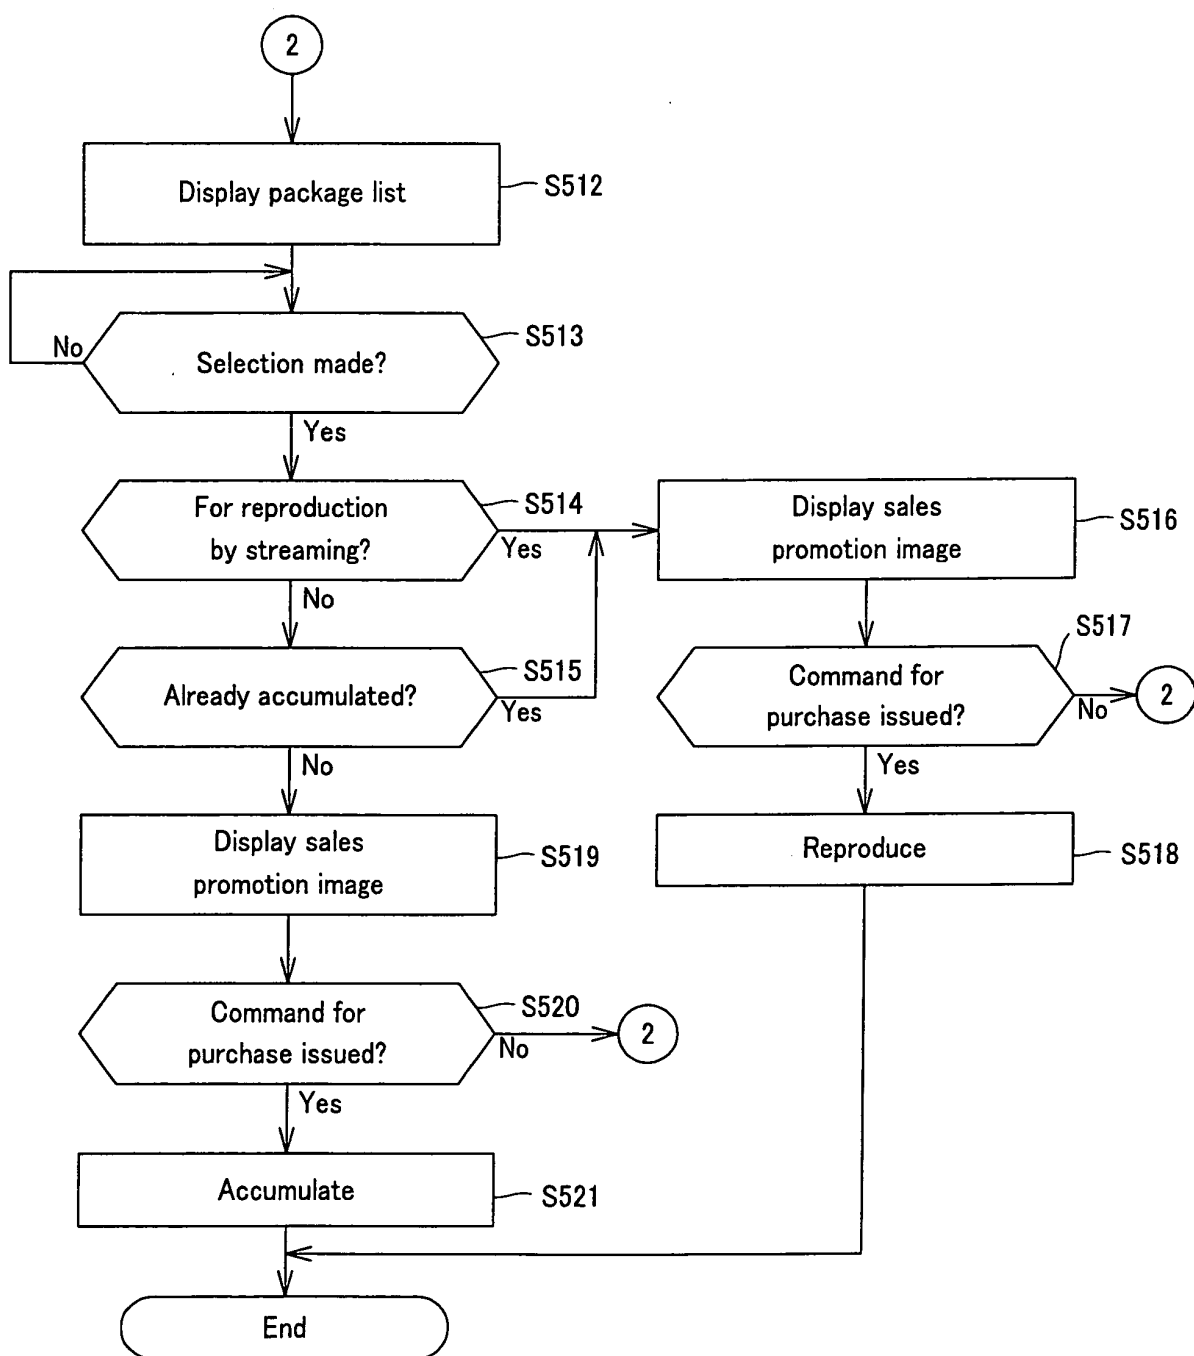 2
Display package list
S512
No
Selection made?
S513
Yes
For reproduction
by streaming?
S514
Yes
No
Display sales
promotion image
S516
Already accumulated?
S515
Yes
No
Command for
purchase issued?
S517
No
2
Yes
Display sales
promotion image
S519
Reproduce
S518
Command for
purchase issued?
S520
No
2
Yes
Accumulate
S521
End